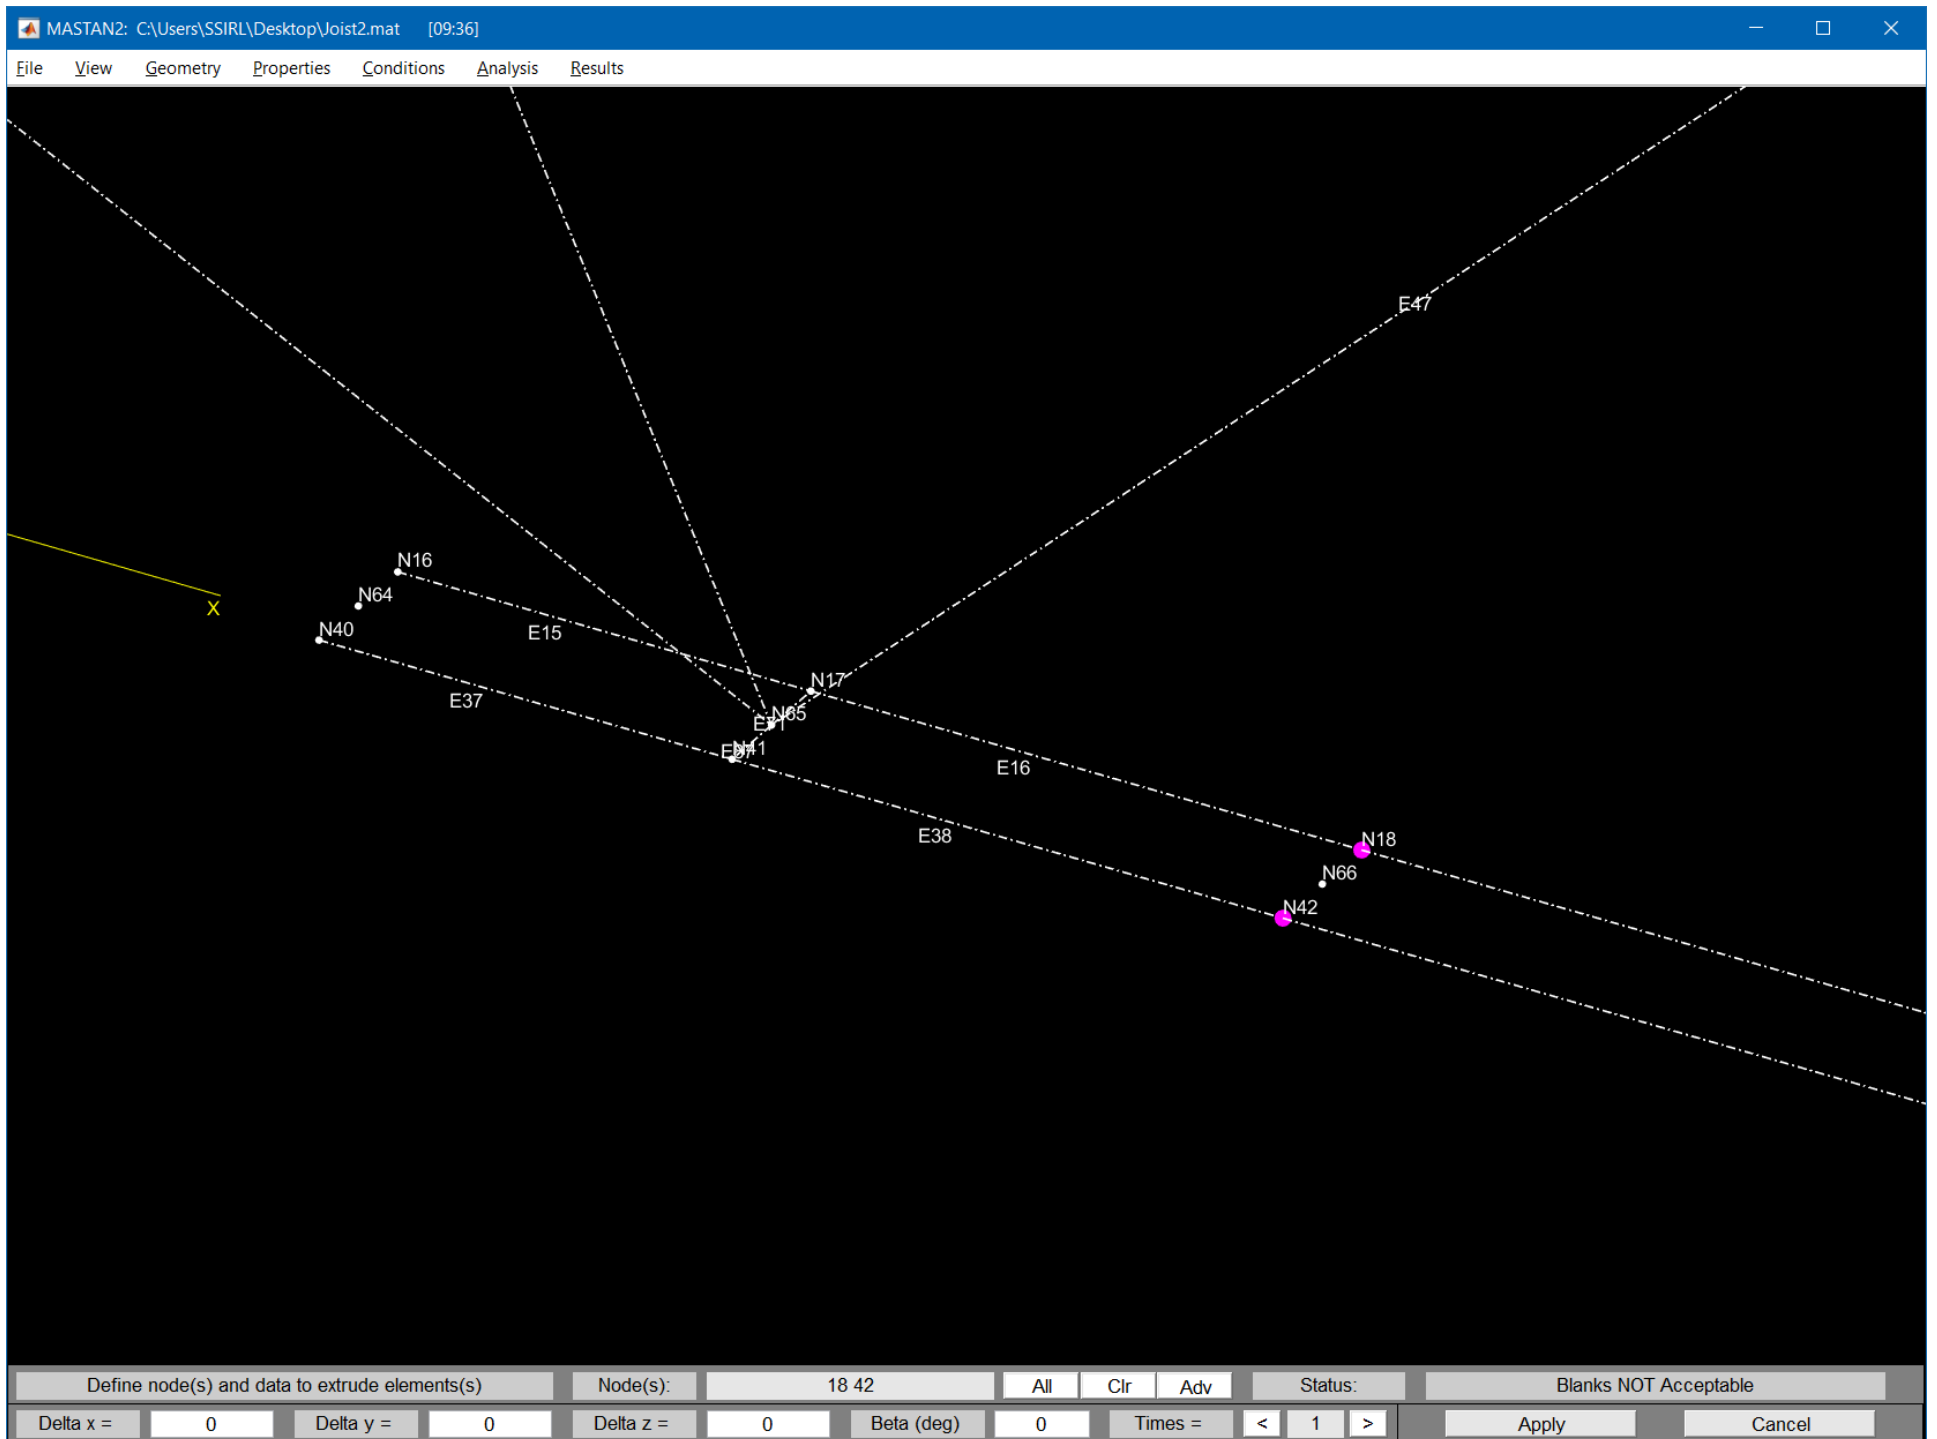 MASTAN2: C:\Users\SSIRL\Desktop\Joist2.mat [09:36]
File View Geometry Properties Conditions Analysis Results
E47
N16
N64
X
N40
E15
N17
E37
N65
N41
E16
E38
N18
N66
N42
Define node(s) and data to extrude elements(s) Node(s): 18 42 All Clr Adv Status: Blanks NOT Acceptable
Delta x = 0 Delta y = 0 Delta z = 0 Beta (deg) 0 Times = < 1 > Apply Cancel